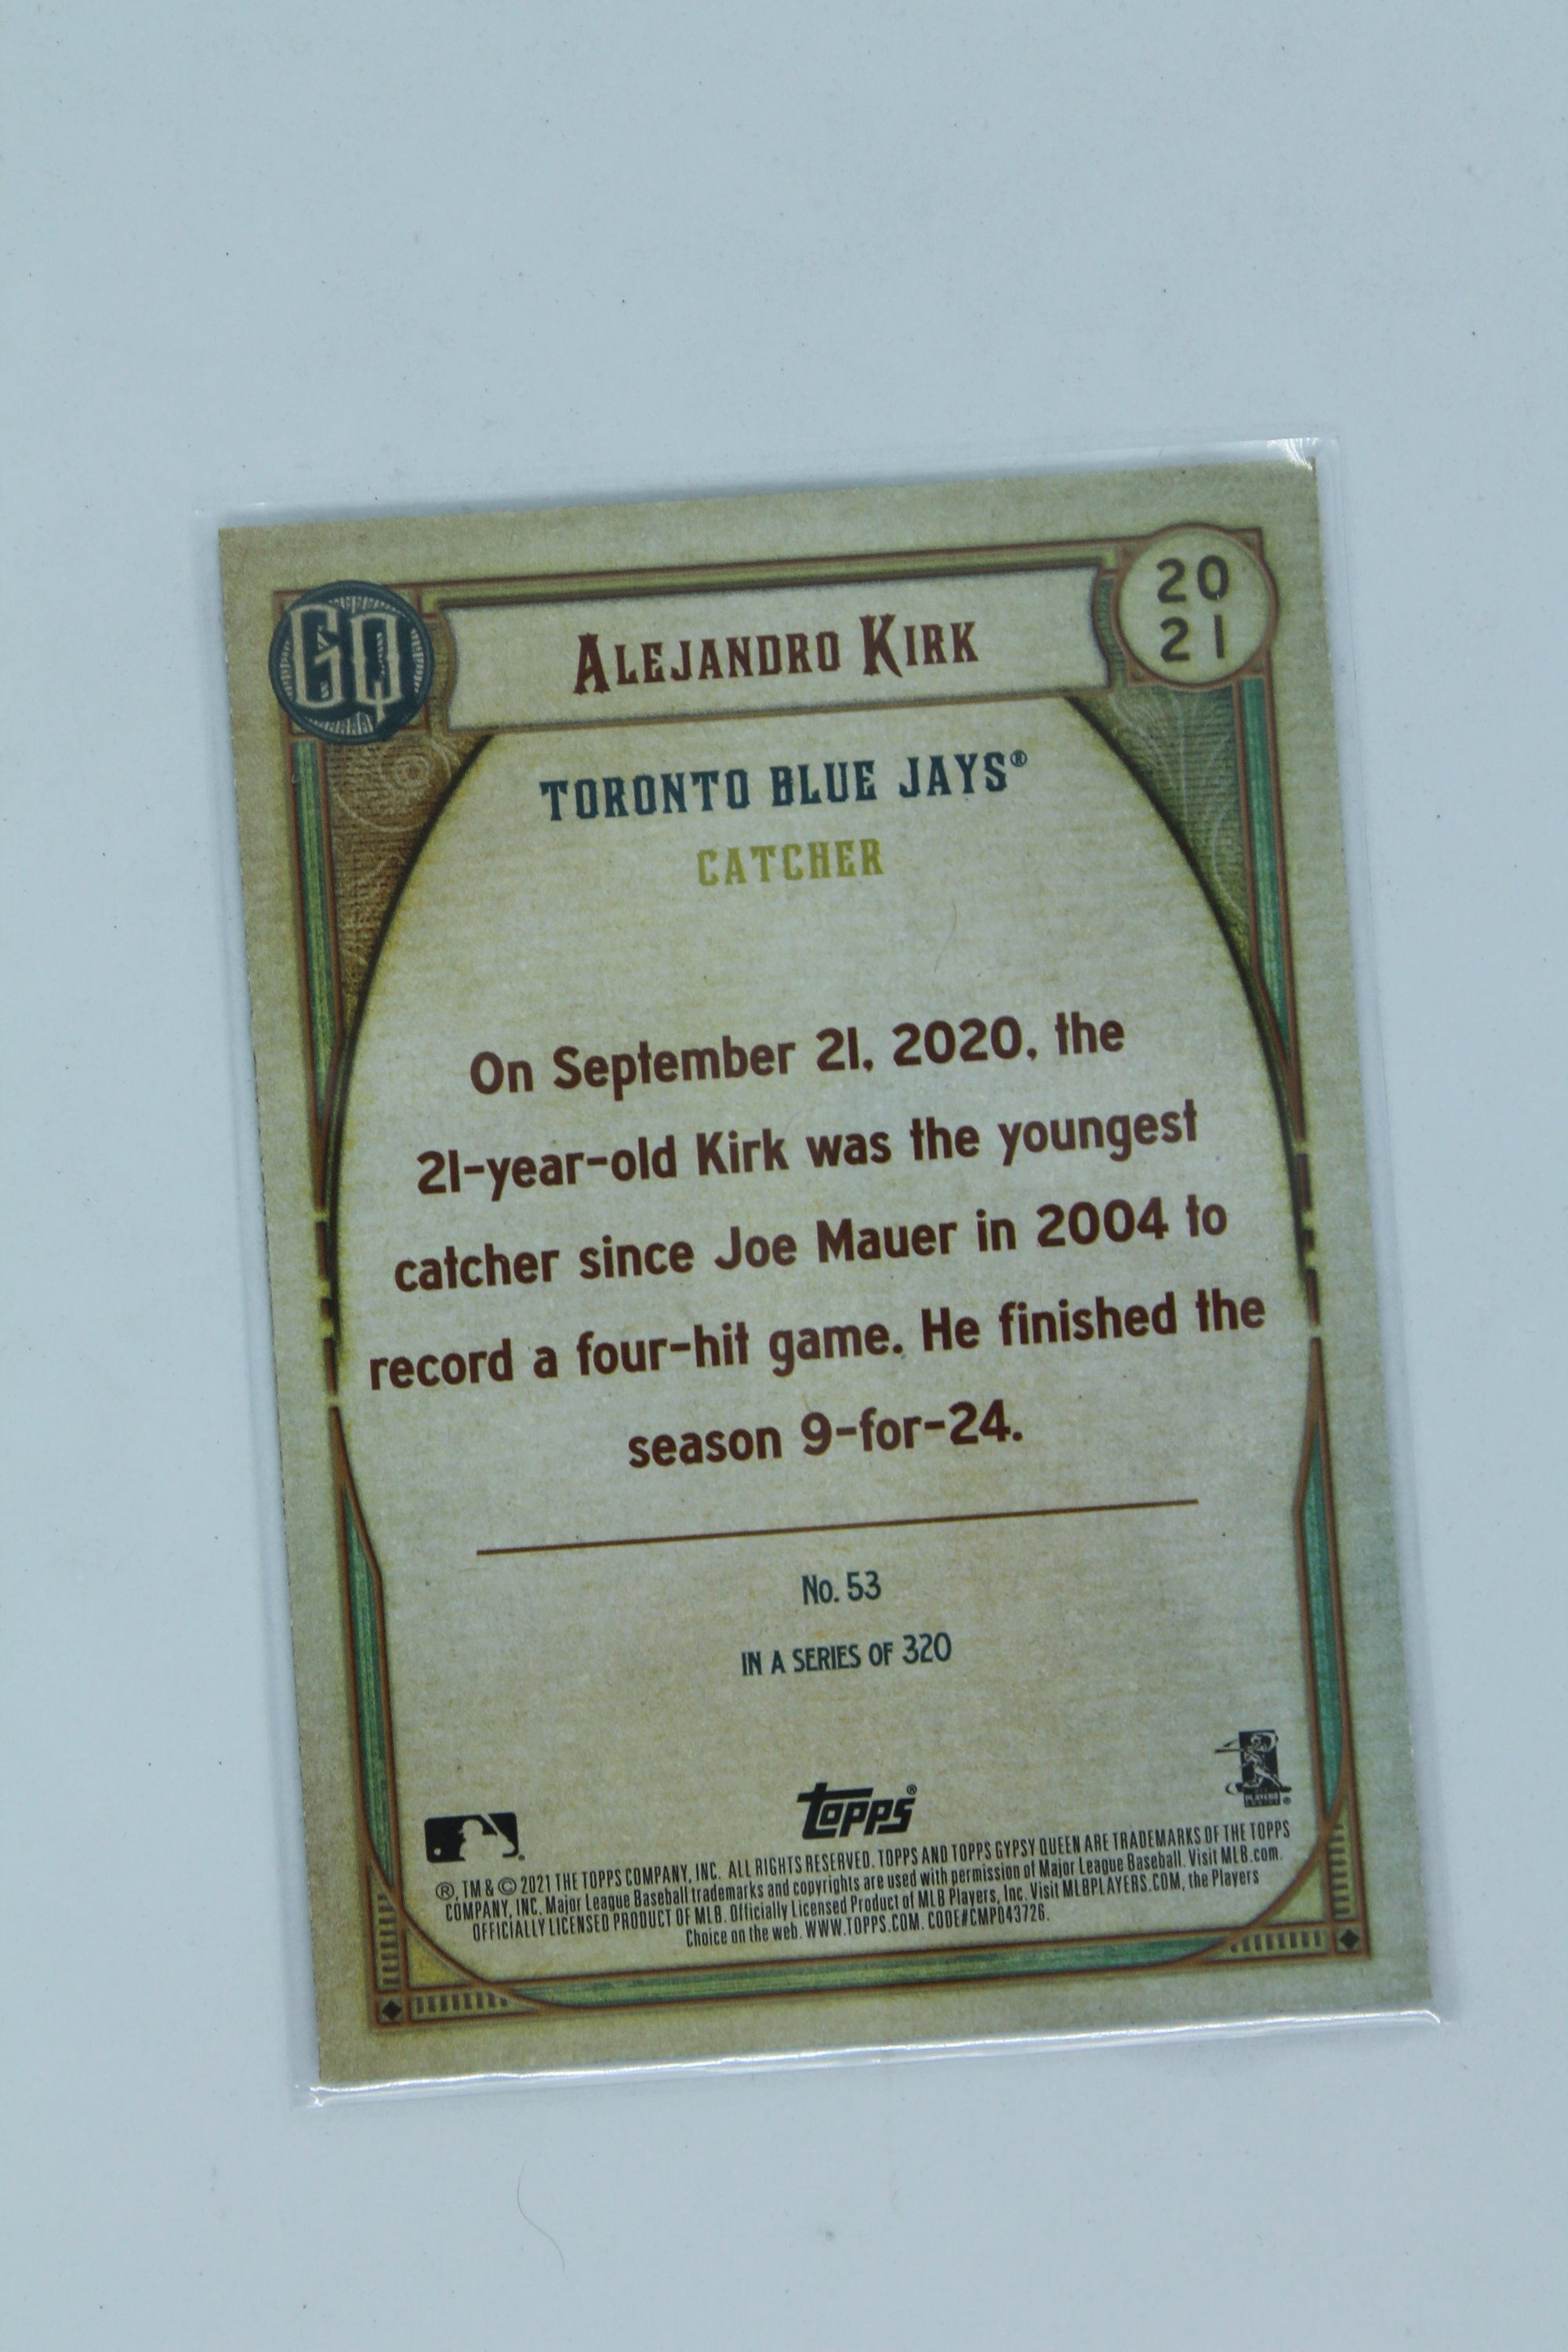 GQ
ALEJANDRO KIRK
20
21
TORONTO BLUE JAYS®
CATCHER
On September 21, 2020, the
21-year-old Kirk was the youngest
catcher since Joe Mauer in 2004 to
record a four-hit game. He finished the
season 9-for-24.
No. 53
IN A SERIES OF 320
topps®
®, TM & © 2021 THE TOPPS COMPANY, INC. ALL RIGHTS RESERVED. TOPPS AND TOPPS GYPSY QUEEN ARE TRADEMARKS OF THE TOPPS
COMPANY, INC. Major League Baseball trademarks and copyrights are used with permission of Major League Baseball. Visit MLB.com.
OFFICIALLY LICENSED PRODUCT OF MLB. Officially Licensed Product of MLB Players, Inc. Visit MLBPLAYERS.COM, the Players
Choice on the web. WWW.TOPPS.COM. CODE#CMP043726.